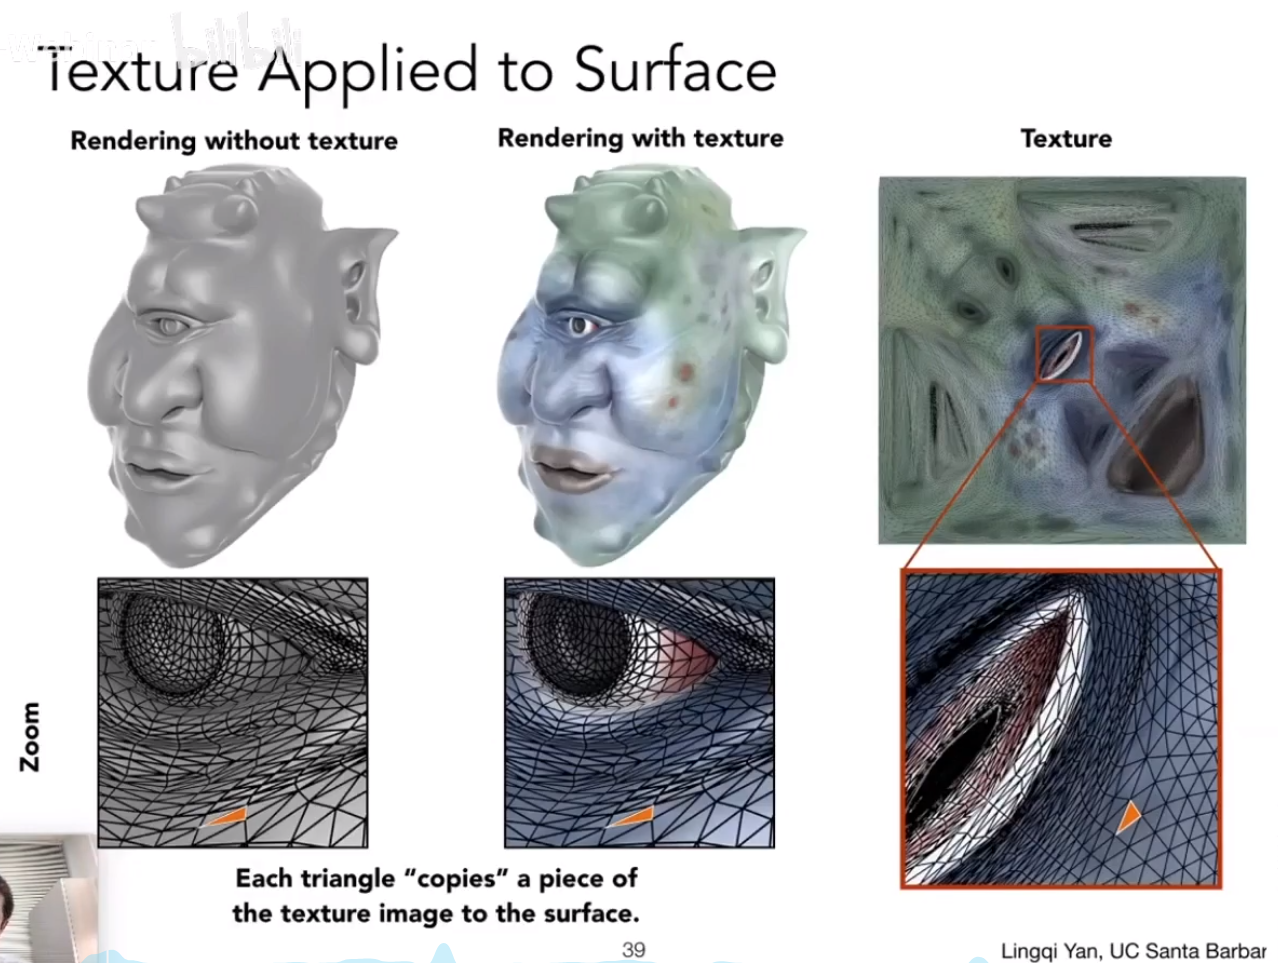 bilibili
Texture Applied to Surface
Rendering without texture
Rendering with texture
Texture
Zoom
Each triangle “copies” a piece of
the texture image to the surface.
39
Lingqi Yan, UC Santa Barbar